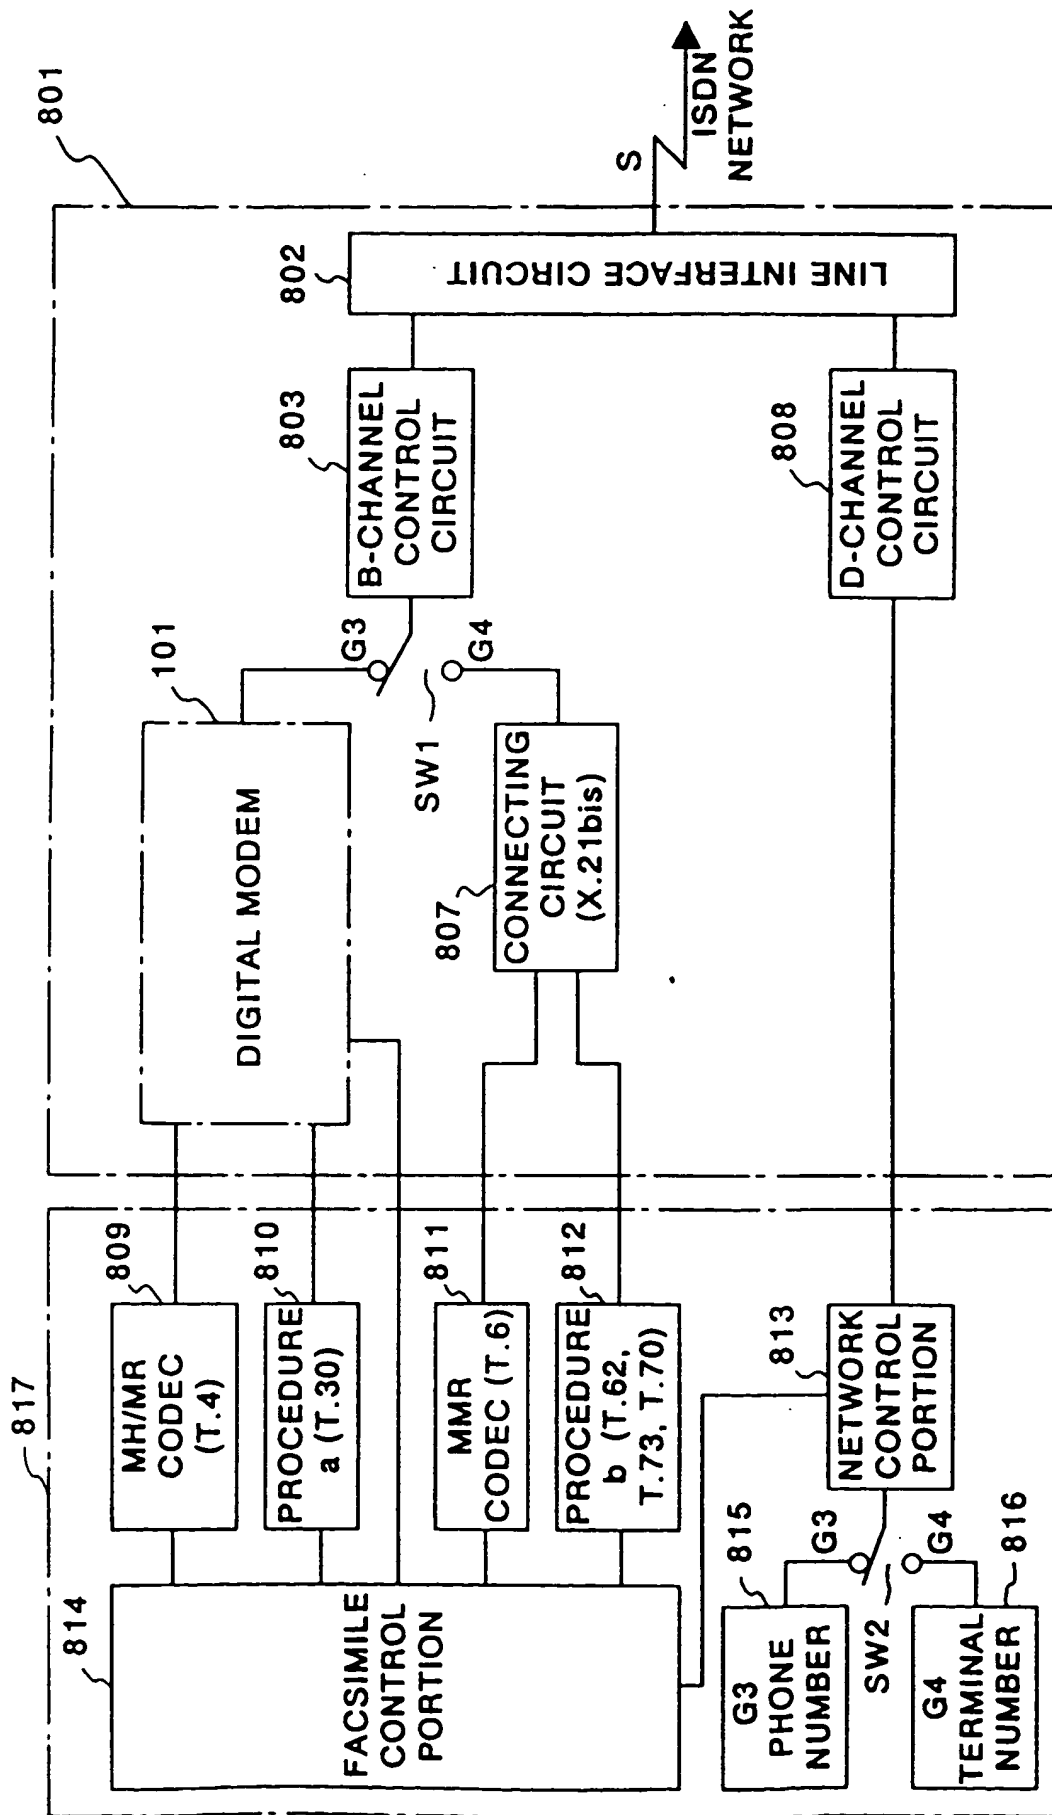 817
801
814
FACSIMILE
CONTROL
PORTION
809
MH/MR
CODEC
(T.4)
810
PROCEDURE
a (T.30)
811
MMR
CODEC (T.6)
812
PROCEDURE
b (T.62,
T.73, T.70)
813
NETWORK
CONTROL
PORTION
815
G3
PHONE
NUMBER
G3
SW2
G4
816
G4
TERMINAL
NUMBER
101
DIGITAL MODEM
807
CONNECTING
CIRCUIT
(X.21bis)
G3
SW1
G4
803
B-CHANNEL
CONTROL
CIRCUIT
808
D-CHANNEL
CONTROL
CIRCUIT
802
LINE INTERFACE CIRCUIT
S
ISDN
NETWORK